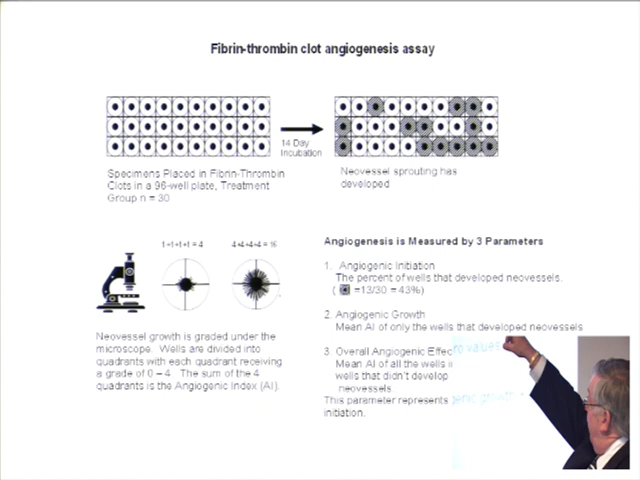 Fibrin-thrombin clot angiogenesis assay
14 Day
Incubation
Specimens Placed in Fibrin-Thrombin
Clots in a 96-well plate, Treatment
Group n = 30
Neovessel sprouting has
developed
1+1+1+1 = 4
4+4+4+4 = 16
Neovessel growth is graded under the
microscope. Wells are divided into
quadrants with each quadrant receiving
a grade of 0 – 4 The sum of the 4
quadrants is the Angiogenic Index (AI).
Angiogenesis is Measured by 3 Parameters
1. Angiogenic Initiation
The percent of wells that developed neovessels.
( =13/30 = 43%)
2. Angiogenic Growth
Mean AI of only the wells that developed neovessels
3 Overall Angiogenic Effec
Mean AI of all the wells
wells that didn't develop
neovessels.
This parameter represents
initiation.
values
growth